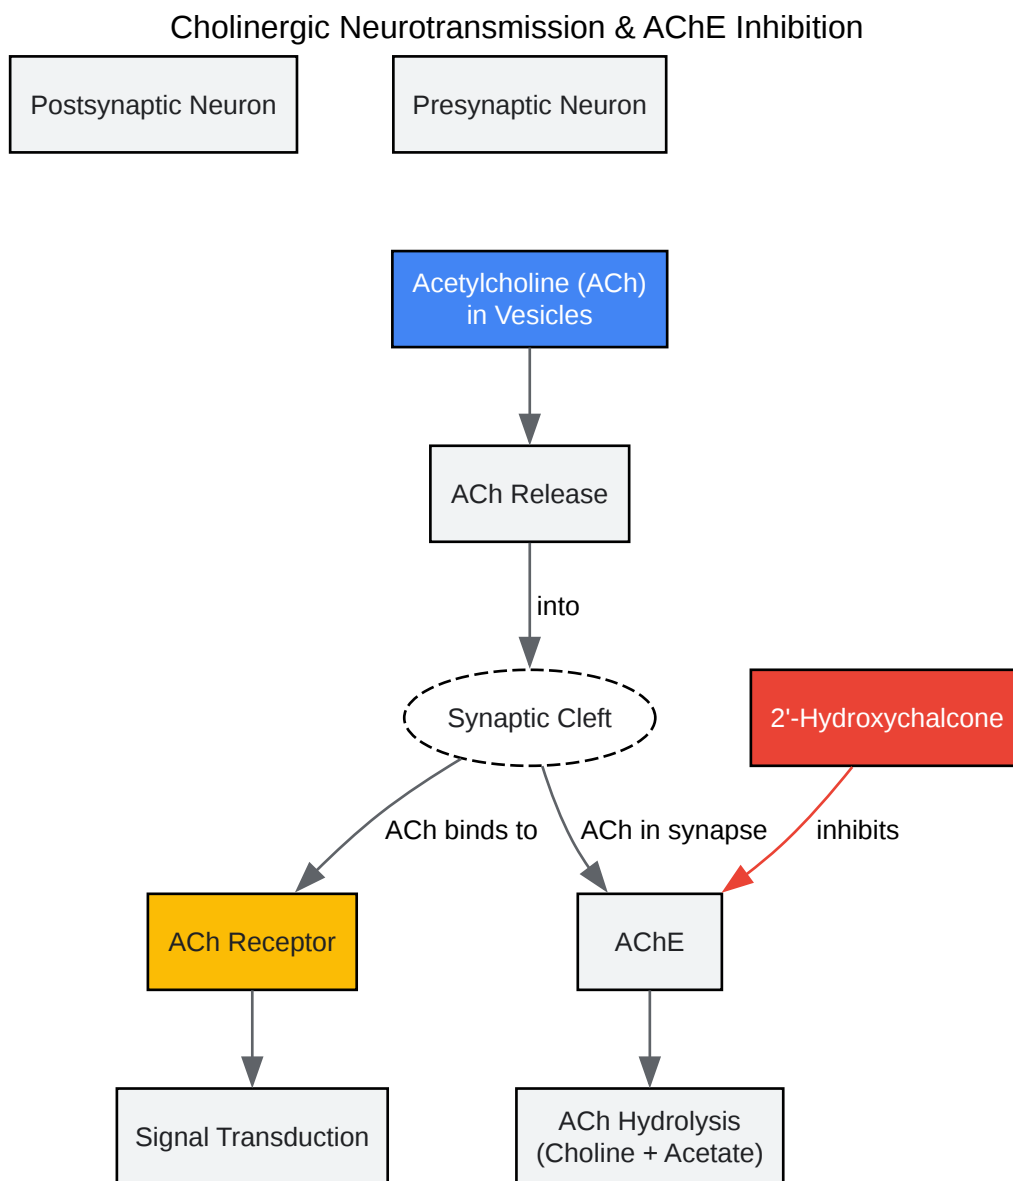 Cholinergic Neurotransmission & AChE Inhibition
Postsynaptic Neuron
Presynaptic Neuron
Acetylcholine (ACh)
in Vesicles
ACh Release
into
Synaptic Cleft
2'-Hydroxychalcone
ACh binds to
ACh in synapse
inhibits
ACh Receptor
AChE
Signal Transduction
ACh Hydrolysis
(Choline + Acetate)